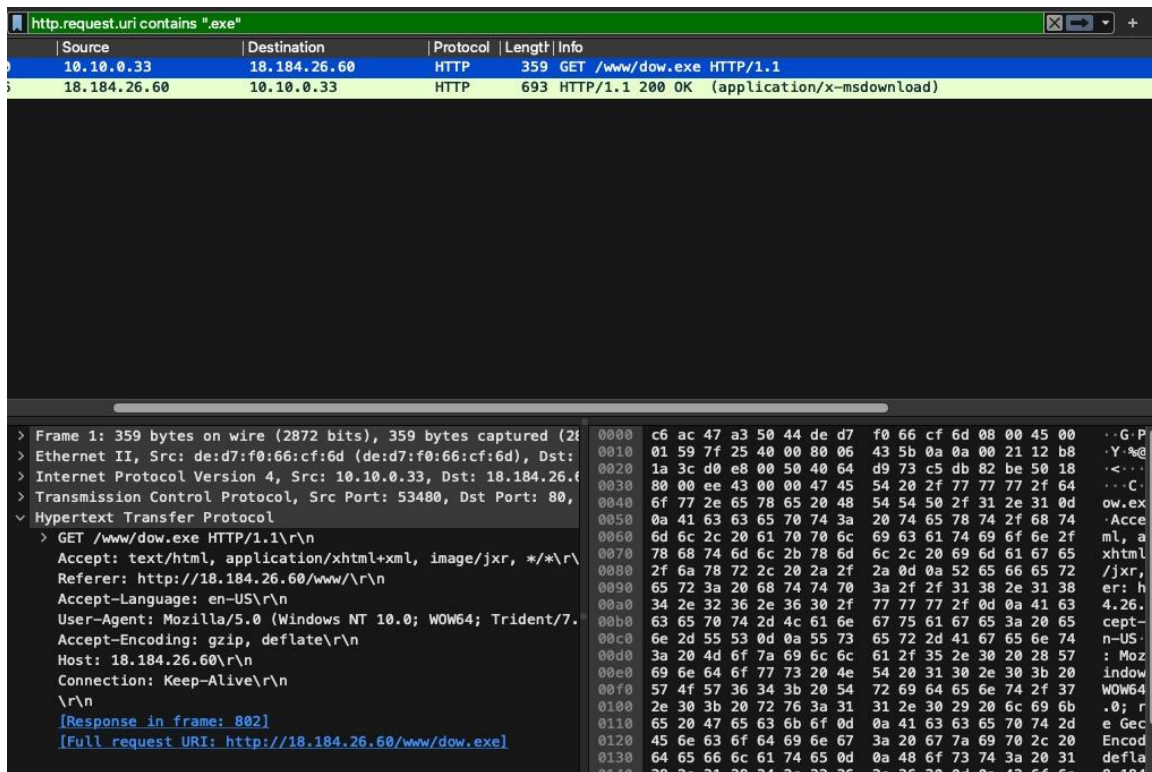 http.request.uri contains ".exe"
Source Destination Protocol Length Info
10.10.0.33 18.184.26.60 HTTP 359 GET /www/dow.exe HTTP/1.1
18.184.26.60 10.10.0.33 HTTP 693 HTTP/1.1 200 OK (application/x-msdownload)
> Frame 1: 359 bytes on wire (2872 bits), 359 bytes captured (28
> Ethernet II, Src: de:d7:f0:66:cf:6d (de:d7:f0:66:cf:6d), Dst:
> Internet Protocol Version 4, Src: 10.10.0.33, Dst: 18.184.26.6
> Transmission Control Protocol, Src Port: 53480, Dst Port: 80,
Hypertext Transfer Protocol
> GET /www/dow.exe HTTP/1.1\r\n
Accept: text/html, application/xhtml+xml, image/jxr, */*\r\
Referer: http://18.184.26.60/www/\r\n
Accept-Language: en-US\r\n
User-Agent: Mozilla/5.0 (Windows NT 10.0; WOW64; Trident/7.
Accept-Encoding: gzip, deflate\r\n
Host: 18.184.26.60\r\n
Connection: Keep-Alive\r\n
\r\n
[Response in frame: 802]
[Full request URI: http://18.184.26.60/www/dow.exe]
0000 c6 ac 47 a3 50 44 de d7 f0 66 cf 6d 08 00 45 00 ··G·P
0010 01 59 7f 25 40 00 80 06 43 5b 0a 0a 00 21 12 b8 ·Y·%@
0020 1a 3c d0 e8 00 50 40 64 d9 73 c5 db 82 be 50 18 ·<···
0030 80 00 ee 43 00 00 47 45 54 20 2f 77 77 77 2f 64 ···C·
0040 6f 77 2e 65 78 65 20 48 54 54 50 2f 31 2e 31 0d ow.ex
0050 0a 41 63 63 65 70 74 3a 20 74 65 78 74 2f 68 74 ·Acce
0060 6d 6c 2c 20 61 70 70 6c 69 63 61 74 69 6f 6e 2f ml, a
0070 78 68 74 6d 6c 2b 78 6d 6c 2c 20 69 6d 61 67 65 xhtml
0080 2f 6a 78 72 2c 20 2a 2f 2a 0d 0a 52 65 66 65 72 /jxr,
0090 65 72 3a 20 68 74 74 70 3a 2f 2f 31 38 2e 31 38 er: h
00a0 34 2e 32 36 2e 36 30 2f 77 77 77 2f 0d 0a 41 63 4.26.
00b0 63 65 70 74 2d 4c 61 6e 67 75 61 67 65 3a 20 65 cept-
00c0 6e 2d 55 53 0d 0a 55 73 65 72 2d 41 67 65 6e 74 n-US·
00d0 3a 20 4d 6f 7a 69 6c 6c 61 2f 35 2e 30 20 28 57 : Moz
00e0 69 6e 64 6f 77 73 20 4e 54 20 31 30 2e 30 3b 20 indow
00f0 57 4f 57 36 34 3b 20 54 72 69 64 65 6e 74 2f 37 WOW64
0100 2e 30 3b 20 72 76 3a 31 31 2e 30 29 20 6c 69 6b .0; r
0110 65 20 47 65 63 6b 6f 0d 0a 41 63 63 65 70 74 2d e Gec
0120 45 6e 63 6f 64 69 6e 67 3a 20 67 7a 69 70 2c 20 Encod
0130 64 65 66 6c 61 74 65 0d 0a 48 6f 73 74 3a 20 31 defla